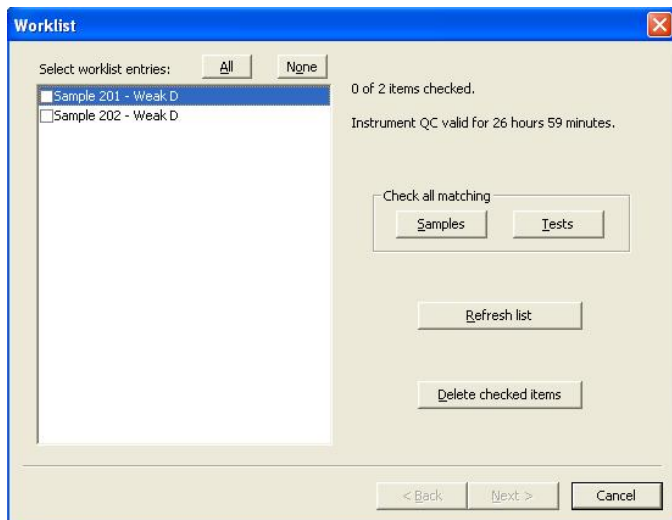 Worklist
Select worklist entries:
All
None
Sample 201 - Weak D
Sample 202 - Weak D
0 of 2 items checked.
Instrument QC valid for 26 hours 59 minutes.
Check all matching
Samples
Tests
Refresh list
Delete checked items
< Back
Next >
Cancel